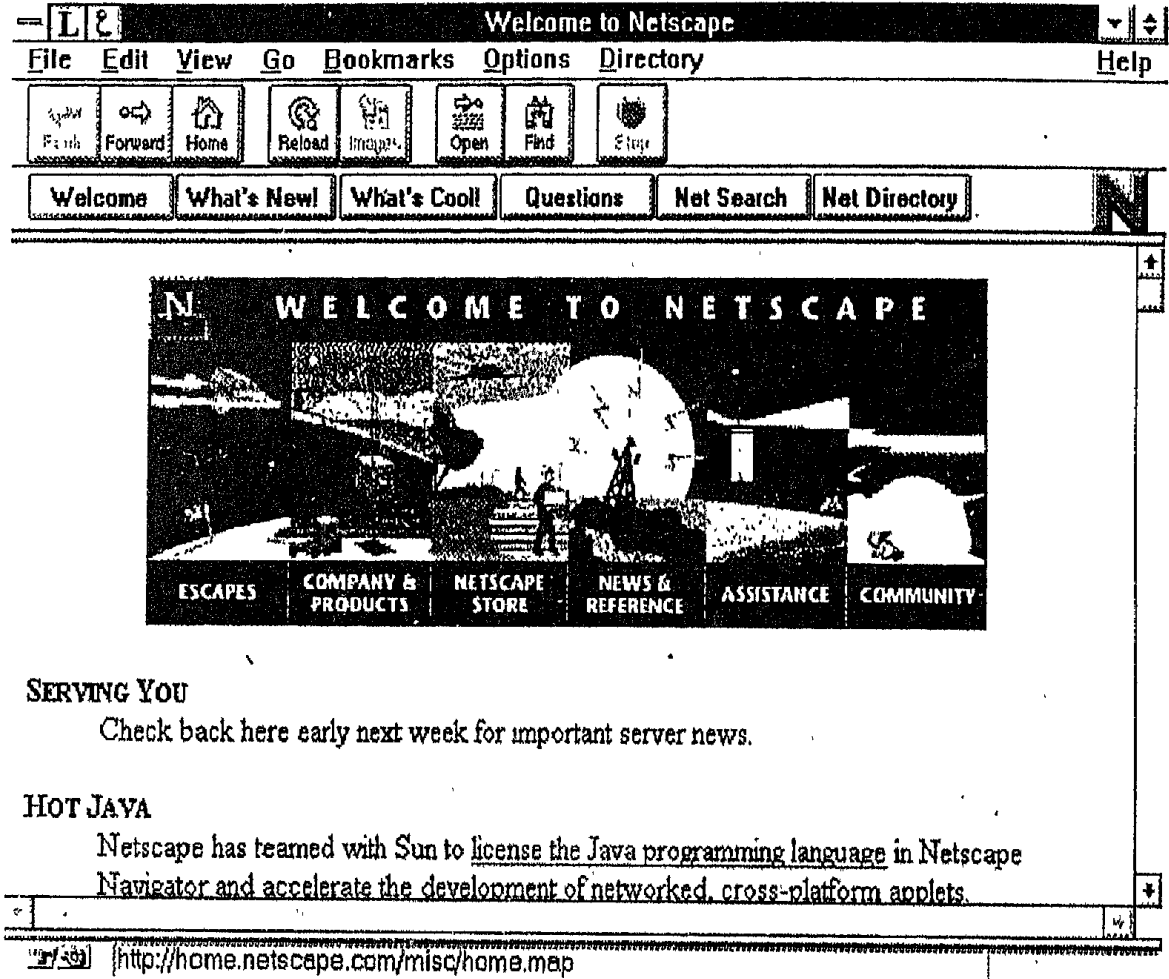 Welcome to Netscape
File Edit View Go Bookmarks Options Directory Help
Back Forward Home Reload Images Open Find Stop
Welcome What's New! What's Cool! Questions Net Search Net Directory N
N WELCOME TO NETSCAPE
ESCAPES COMPANY & PRODUCTS NETSCAPE STORE NEWS & REFERENCE ASSISTANCE COMMUNITY
SERVING YOU
Check back here early next week for important server news.
HOT JAVA
Netscape has teamed with Sun to license the Java programming language in Netscape
Navigator and accelerate the development of networked, cross-platform applets.
http://home.netscape.com/misc/home.map